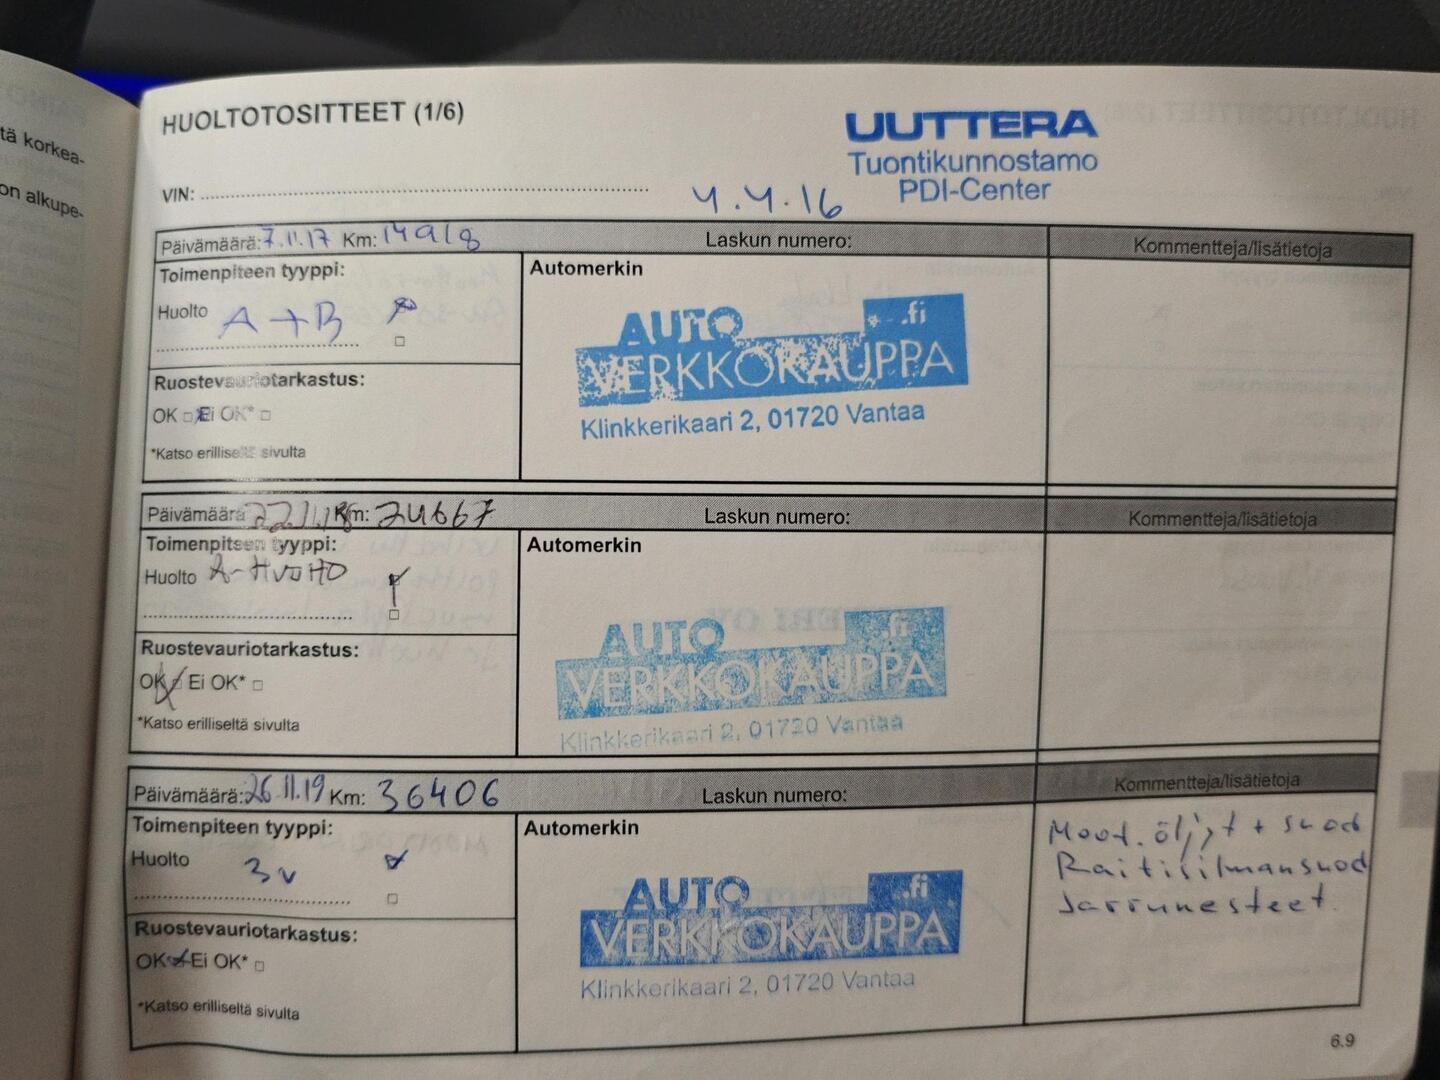 tä korkea-
on alkupe-
HUOLTOTOSITTEET (1/6)
UUTTERA
Tuontikunnostamo
PDI-Center
VIN:
4.4.16
Päivämäärä: 7.11.17 Km: 14918 Laskun numero: Kommentteja/lisätietoja
Toimenpiteen tyyppi:
Automerkin
Huolto A+B
AUTO .fi
VERKKOKAUPPA
Klinkkerikaari 2, 01720 Vantaa
Ruostevauriotarkastus:
OK □ Ei OK* □
*Katso erilliseltä sivulta
Päivämäärä Km: 24667 Laskun numero: Kommentteja/lisätietoja
Toimenpiteen tyyppi:
Automerkin
Huolto A-HUOLTO
AUTO .fi
VERKKOKAUPPA
Klinkkerikaari 2, 01720 Vantaa
Ruostevauriotarkastus:
OK □ Ei OK* □
*Katso erilliseltä sivulta
Päivämäärä: 26.11.19 Km: 36406 Laskun numero: Kommentteja/lisätietoja
Toimenpiteen tyyppi:
Automerkin
Huolto 3v
AUTO .fi
VERKKOKAUPPA
Klinkkerikaari 2, 01720 Vantaa
Moot. öljyt + suod
Raitisilmansuod
Jarrunesteet.
Ruostevauriotarkastus:
OK Ei OK* □
*Katso erilliseltä sivulta
6.9